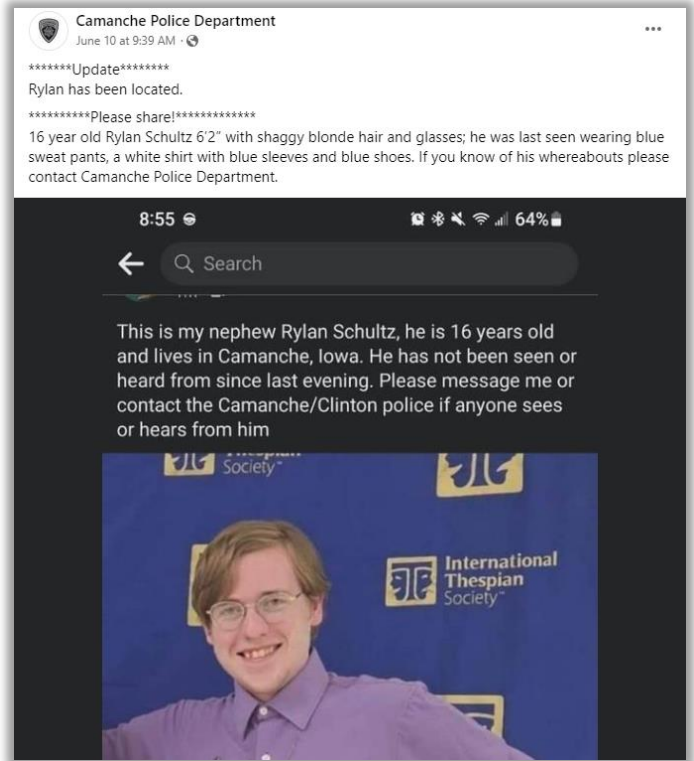 Camanche Police Department
June 10 at 9:39 AM ·
*******Update********
Rylan has been located.
**********Please share!*************
16 year old Rylan Schultz 6'2" with shaggy blonde hair and glasses; he was last seen wearing blue
sweat pants, a white shirt with blue sleeves and blue shoes. If you know of his whereabouts please
contact Camanche Police Department.
8:55
64%
Search
This is my nephew Rylan Schultz, he is 16 years old
and lives in Camanche, Iowa. He has not been seen or
heard from since last evening. Please message me or
contact the Camanche/Clinton police if anyone sees
or hears from him
Society™
International
Thespian
Society™